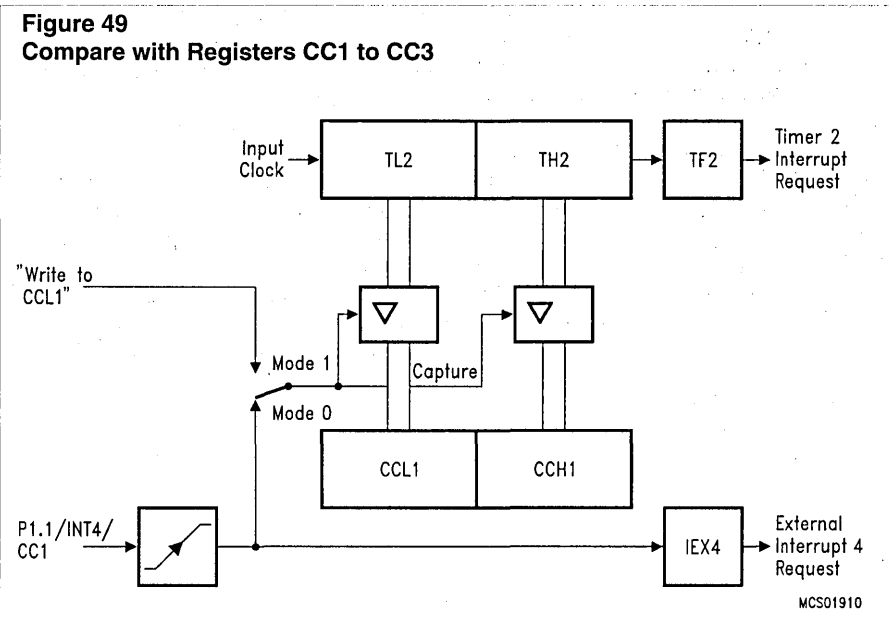 Figure 49
Compare with Registers CC1 to CC3
Input
Clock
TL2
TH2
TF2
Timer 2
Interrupt
Request
"Write to
CCL1"
Mode 1
Capture
Mode 0
CCL1
CCH1
P1.1/INT4/
CC1
IEX4
External
Interrupt 4
Request
MCS01910